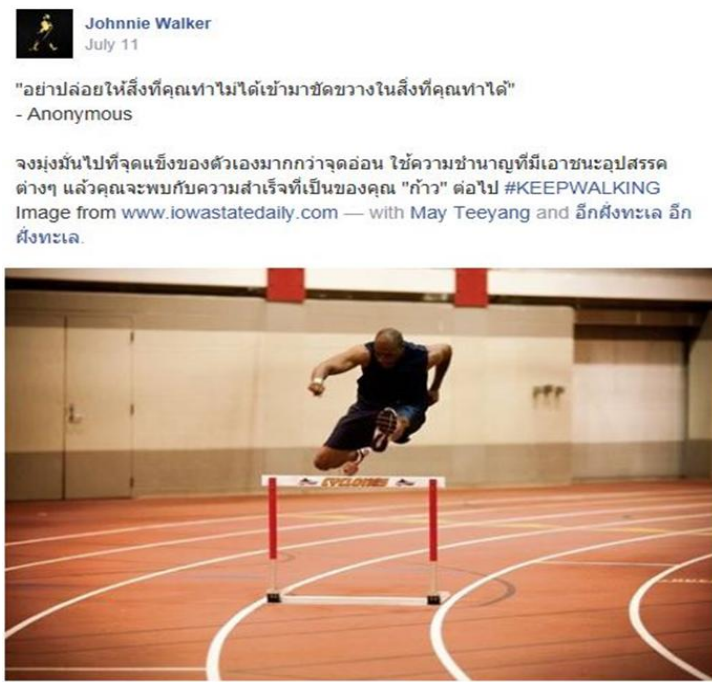 Johnnie Walker
July 11
"อย่าปล่อยให้สิ่งที่คุณทำไม่ได้เข้ามาขัดขวางในสิ่งที่คุณทำได้"
- Anonymous
จงมุ่งมั่นไปที่จุดแข็งของตัวเองมากกว่าจุดอ่อน ใช้ความชำนาญที่มีเอาชนะอุปสรรค
ต่างๆ แล้วคุณจะพบกับความสำเร็จที่เป็นของคุณ "ก้าว" ต่อไป #KEEPWALKING
Image from www.iowastatedaily.com — with May Teeyang and อีกฝั่งทะเล อีก
ฝั่งทะเล.
CYCLONES